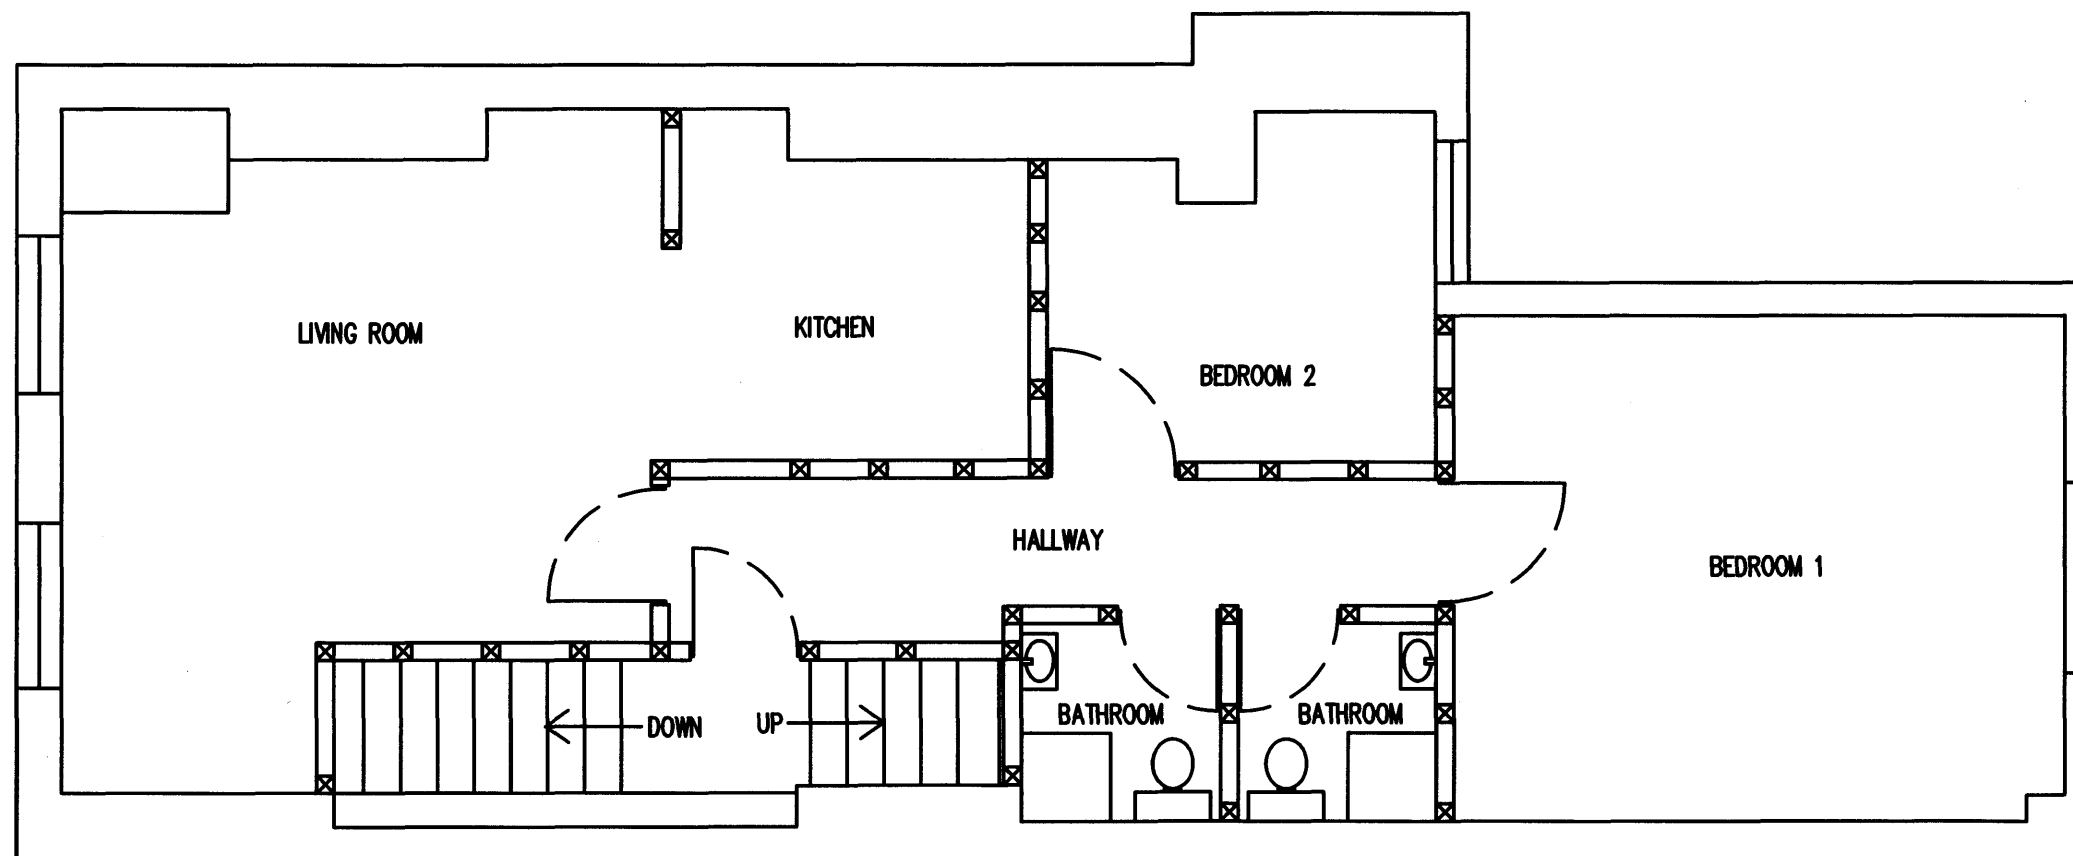 LIVING ROOM
KITCHEN
BEDROOM 2
HALLWAY
BEDROOM 1
DOWN
UP
BATHROOM
BATHROOM